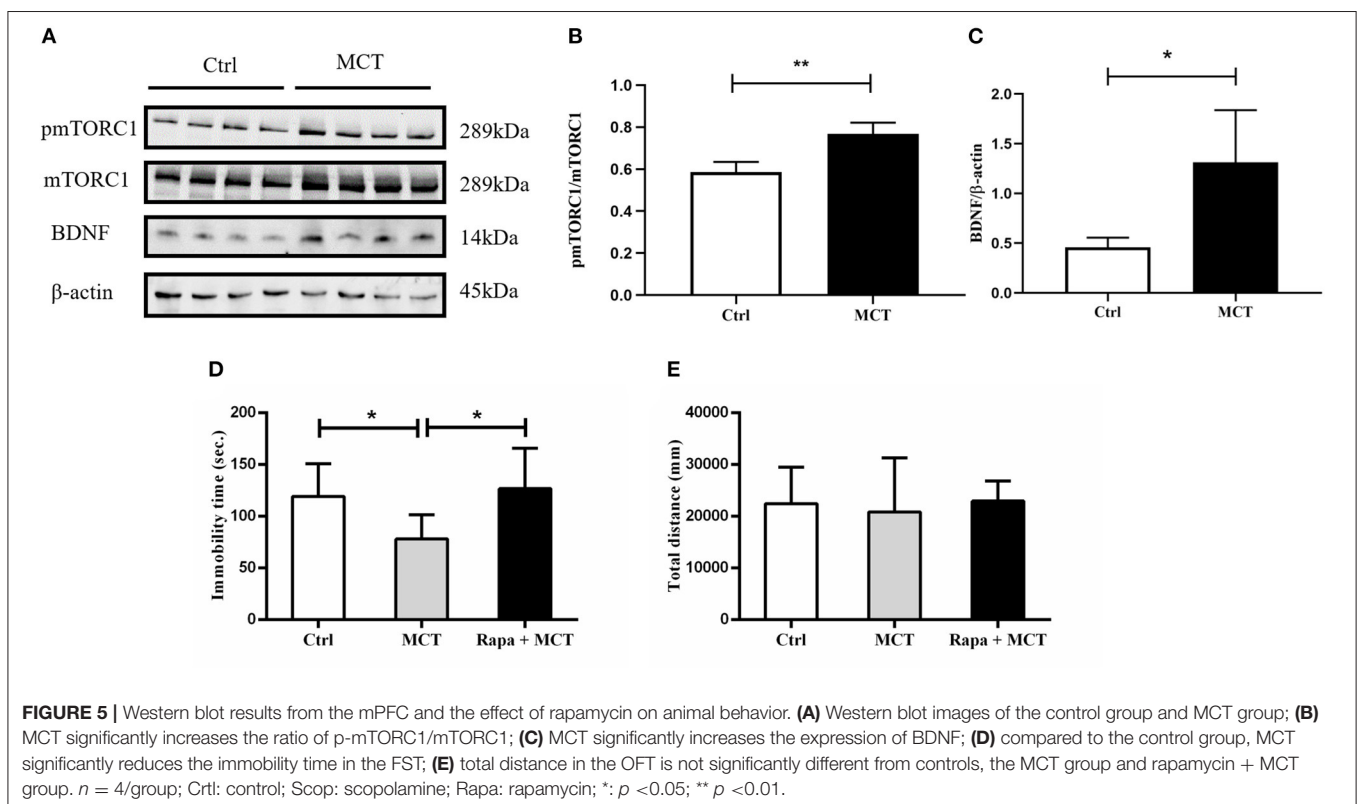 A
Ctrl MCT
pmTORC1 289kDa
mTORC1 289kDa
BDNF 14kDa
β-actin 45kDa
B
**
pmTORC1/mTORC1
1.0
0.8
0.6
0.4
0.2
0.0
Ctrl MCT
C
*
BDNF/β-actin
2.0
1.5
1.0
0.5
0.0
Ctrl MCT
D
* *
Immobility time (sec.)
200
150
100
50
0
Ctrl MCT Rapa + MCT
E
Total distance (mm)
40000
30000
20000
10000
0
Ctrl MCT Rapa + MCT
FIGURE 5 | Western blot results from the mPFC and the effect of rapamycin on animal behavior. (A) Western blot images of the control group and MCT group; (B)
MCT significantly increases the ratio of p-mTORC1/mTORC1; (C) MCT significantly increases the expression of BDNF; (D) compared to the control group, MCT
significantly reduces the immobility time in the FST; (E) total distance in the OFT is not significantly different from controls, the MCT group and rapamycin + MCT
group. n = 4/group; Crtl: control; Scop: scopolamine; Rapa: rapamycin; *: p <0.05; ** p <0.01.